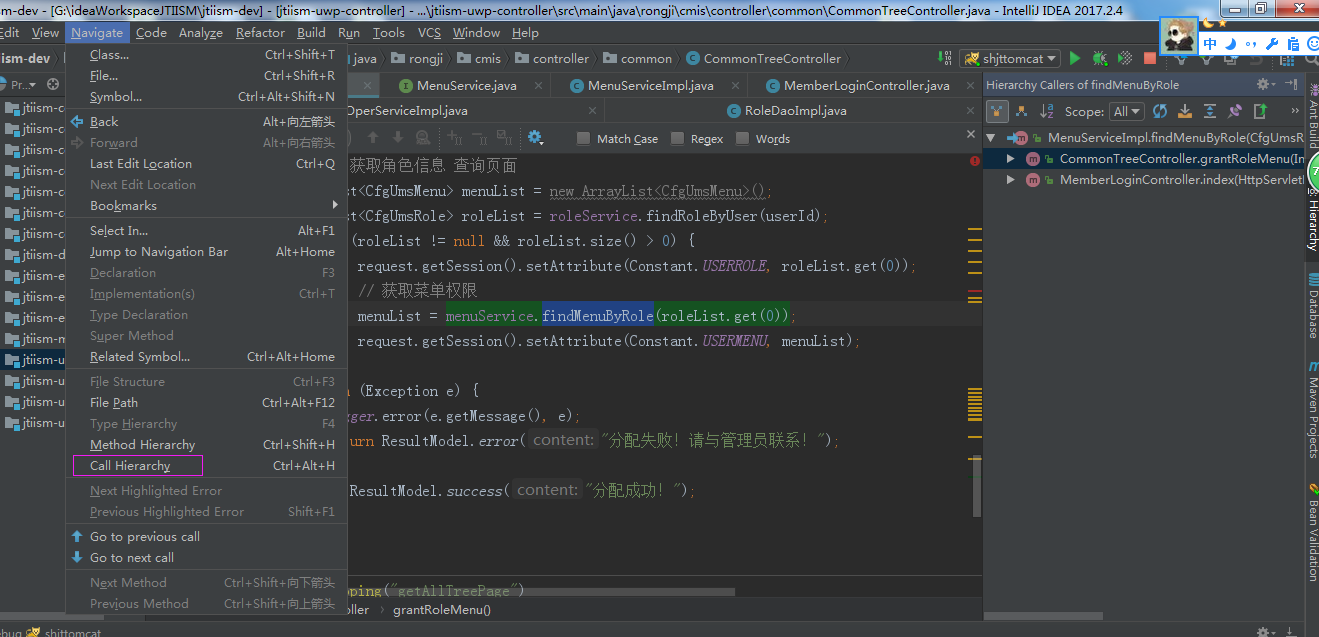 sm-dev - [G:\ideaWorkspaceJTIISM\jtiism-dev] - [jtiism-uwp-controller] - ...\jtiism-uwp-controller\src\main\java\rongji\cmis\controller\common\CommonTreeController.java - IntelliJ IDEA 2017.2.4
Edit View Navigate Code Analyze Refactor Build Run Tools VCS Window Help
中
iism-dev java rongji cmis controller common CommonTreeController shjttomcat
Pr... MenuService.java MenuServiceImpl.java MemberLoginController.java
OperServiceImpl.java RoleDaoImpl.java
Match Case Regex Words
Class... Ctrl+Shift+T
File... Ctrl+Shift+R
Symbol... Ctrl+Alt+Shift+N
Back Alt+向左箭头
Forward Alt+向右箭头
Last Edit Location Ctrl+Q
Next Edit Location
Bookmarks
Select In... Alt+F1
Jump to Navigation Bar Alt+Home
Declaration F3
Implementation(s) Ctrl+T
Type Declaration
Super Method
Related Symbol... Ctrl+Alt+Home
File Structure Ctrl+F3
File Path Ctrl+Alt+F12
Type Hierarchy F4
Method Hierarchy Ctrl+Shift+H
Call Hierarchy Ctrl+Alt+H
Next Highlighted Error
Previous Highlighted Error Shift+F1
Go to previous call
Go to next call
Next Method Ctrl+Shift+向下箭头
Previous Method Ctrl+Shift+向上箭头
jtiism-c
jtiism-c
jtiism-c
jtiism-c
jtiism-c
jtiism-c
jtiism-c
jtiism-d
jtiism-e
jtiism-e
jtiism-e
jtiism-m
jtiism-u
jtiism-u
jtiism-u
jtiism-u
获取角色信息 查询页面
st<CfgUmsMenu> menuList = new ArrayList<CfgUmsMenu>();
st<CfgUmsRole> roleList = roleService.findRoleByUser(userId);
(roleList != null && roleList.size() > 0) {
request.getSession().setAttribute(Constant.USERROLE, roleList.get(0));
// 获取菜单权限
menuList = menuService.findMenuByRole(roleList.get(0));
request.getSession().setAttribute(Constant.USERMENU, menuList);
(Exception e) {
gger.error(e.getMessage(), e);
urn ResultModel.error( content: "分配失败！请与管理员联系！");
ResultModel.success( content: "分配成功！");
pping("getAllTreePage")
oller grantRoleMenu()
Hierarchy Callers of findMenuByRole
Scope: All
MenuServiceImpl.findMenuByRole(CfgUmsR
CommonTreeController.grantRoleMenu(In
MemberLoginController.index(HttpServletl
Ant Build
7
Hierarchy
Database
Maven Projects
Bean Validation
ebug shjttomcat